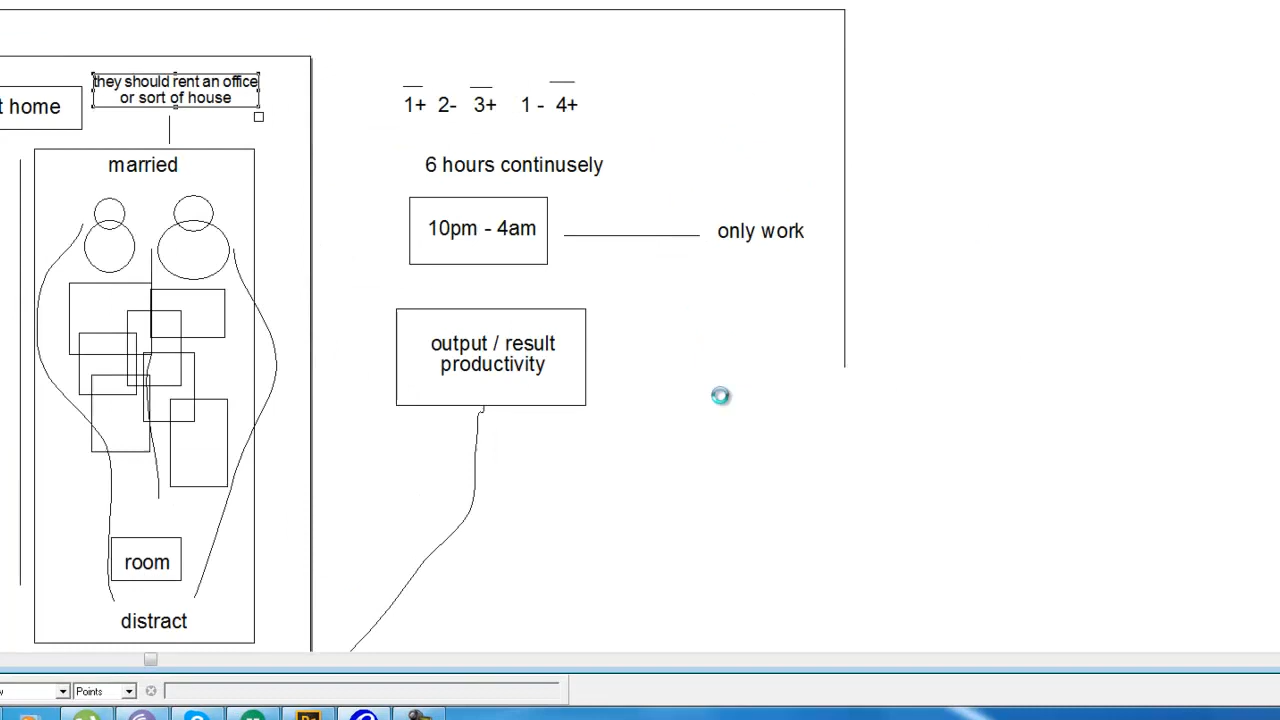 they should rent an office
or sort of house
t home
married
1+ 2- 3+ 1 - 4+
6 hours continusely
10pm - 4am
only work
output / result
productivity
room
distract
Points